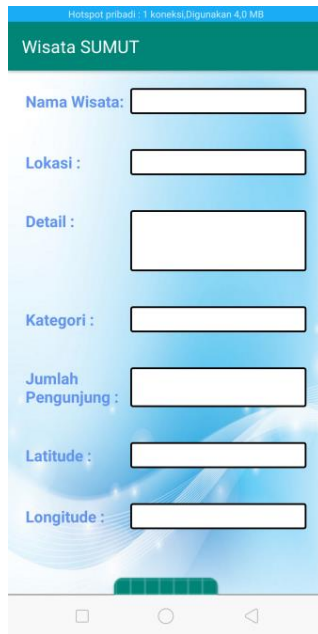 Hotspot pribadi : 1 koneksi,Digunakan 4,0 MB
Wisata SUMUT
Nama Wisata:
Lokasi :
Detail :
Kategori :
Jumlah
Pengunjung :
Latitude :
Longitude :